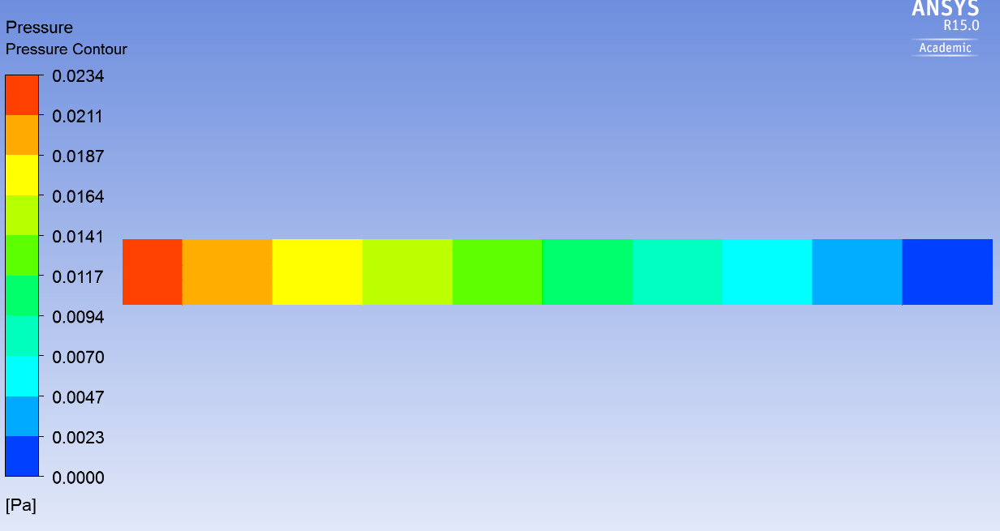 ANSYS
R15.0
Academic
Pressure
Pressure Contour
0.0234
0.0211
0.0187
0.0164
0.0141
0.0117
0.0094
0.0070
0.0047
0.0023
0.0000
[Pa]